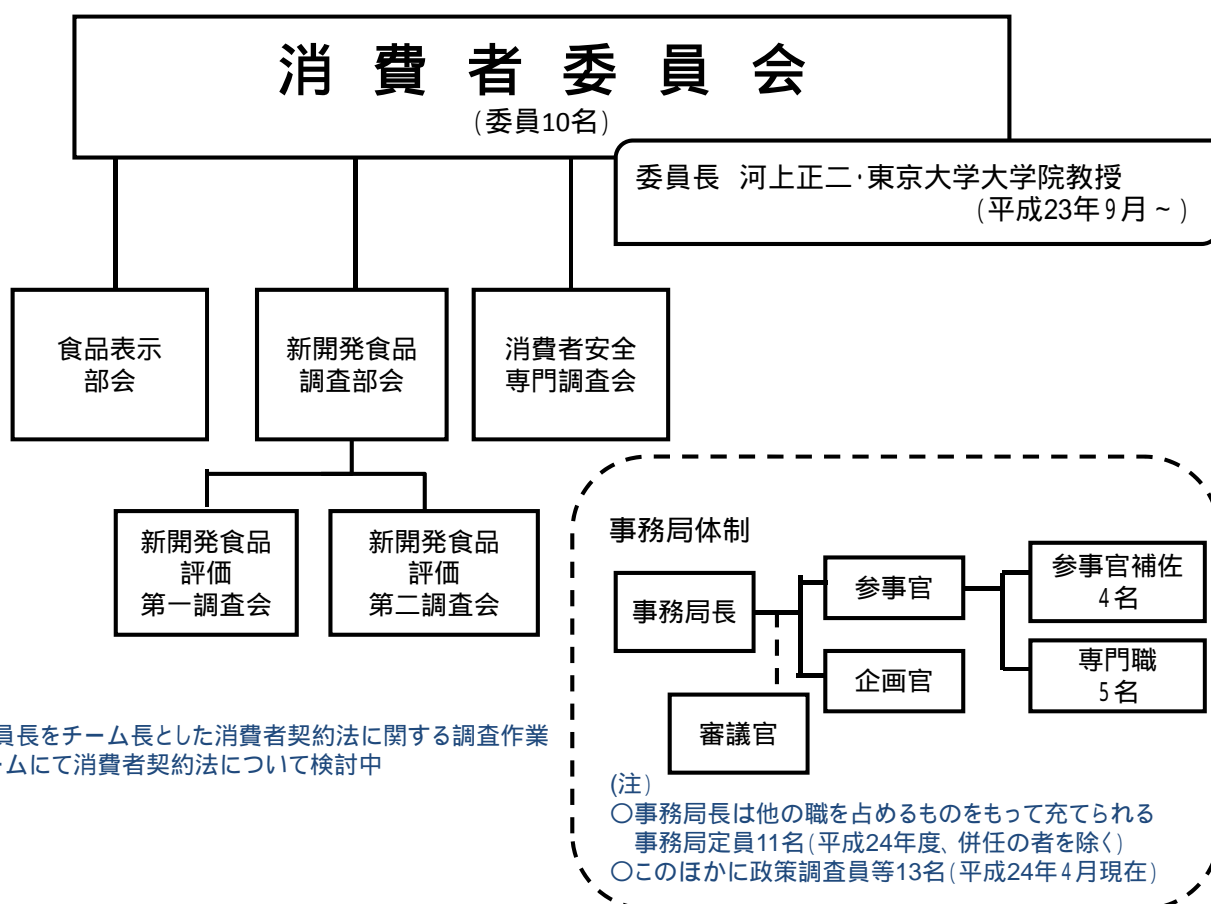 消費者委員会
(委員10名)
委員長 河上正二･東京大学大学院教授
(平成23年9月～)
食品表示
部会
新開発食品
調査部会
消費者安全
専門調査会
新開発食品
評価
第一調査会
新開発食品
評価
第二調査会
事務局体制
事務局長
参事官
企画官
審議官
参事官補佐
4名
専門職
5名
員長をチーム長とした消費者契約法に関する調査作業
ームにて消費者契約法について検討中
(注)
○事務局長は他の職を占めるものをもって充てられる
事務局定員11名(平成24年度、併任の者を除く)
○このほかに政策調査員等13名(平成24年4月現在)